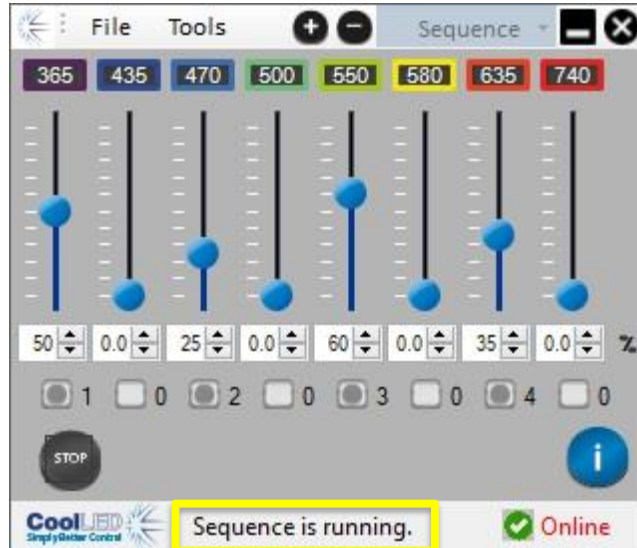 File Tools + - Sequence
365 435 470 500 550 580 635 740
50 0.0 25 0.0 60 0.0 35 0.0 %
1 0 2 0 3 0 4 0
STOP i
CoolLED Sequence is running. Online
Simply Better Control